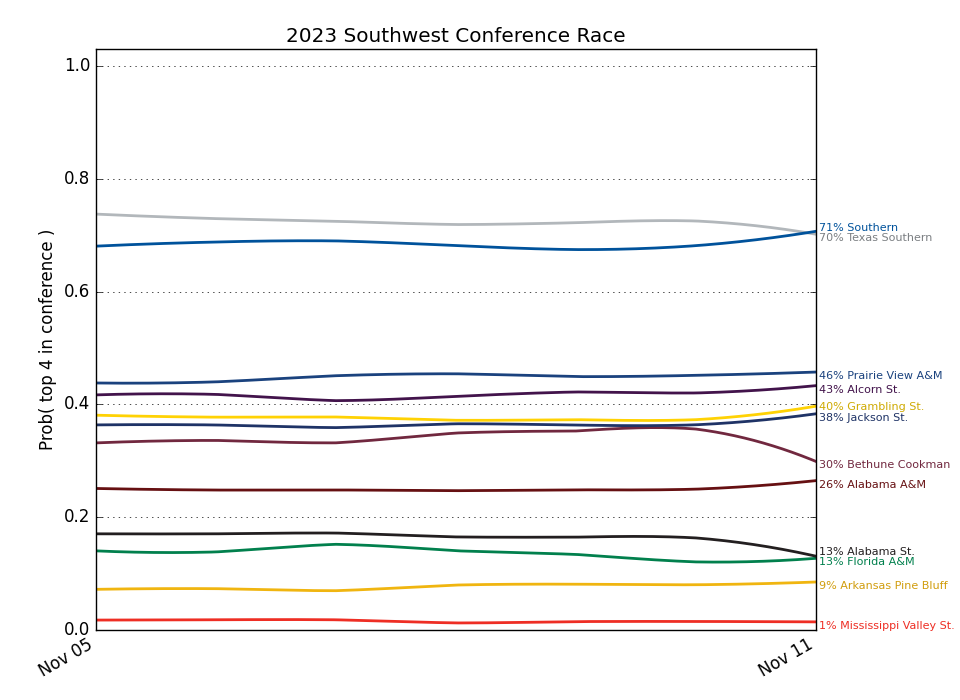 2023 Southwest Conference Race
Prob( top 4 in conference )
1.0
0.8
0.6
0.4
0.2
0.0
Nov 05
Nov 11
71% Southern
70% Texas Southern
46% Prairie View A&M
43% Alcorn St.
40% Grambling St.
38% Jackson St.
30% Bethune Cookman
26% Alabama A&M
13% Alabama St.
13% Florida A&M
9% Arkansas Pine Bluff
1% Mississippi Valley St.